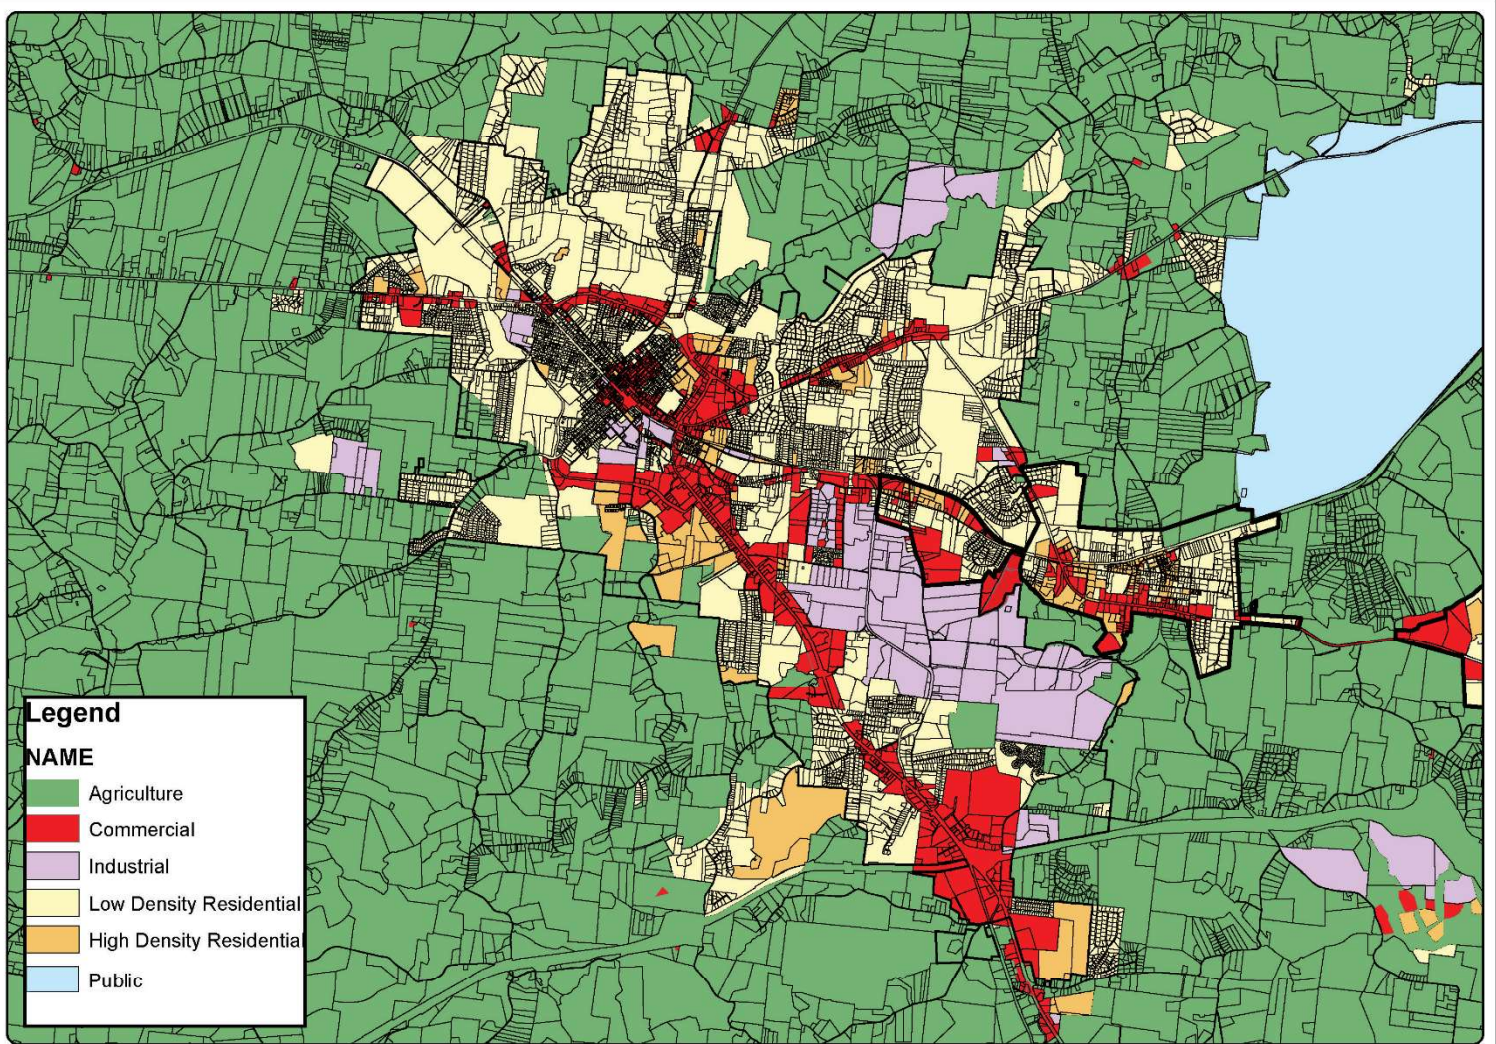 Legend
NAME
Agriculture
Commercial
Industrial
Low Density Residential
High Density Residential
Public